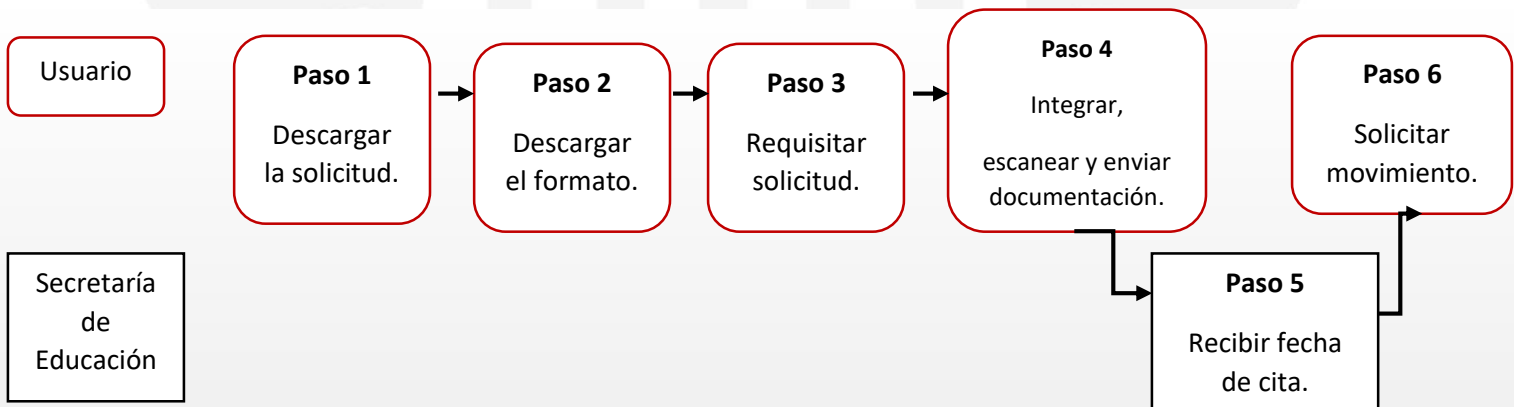 Usuario
Paso 1
Descargar
la solicitud.
Paso 2
Descargar
el formato.
Paso 3
Requisitar
solicitud.
Paso 4
Integrar,
escanear y enviar
documentación.
Paso 6
Solicitar
movimiento.
Secretaría
de
Educación
Paso 5
Recibir fecha
de cita.